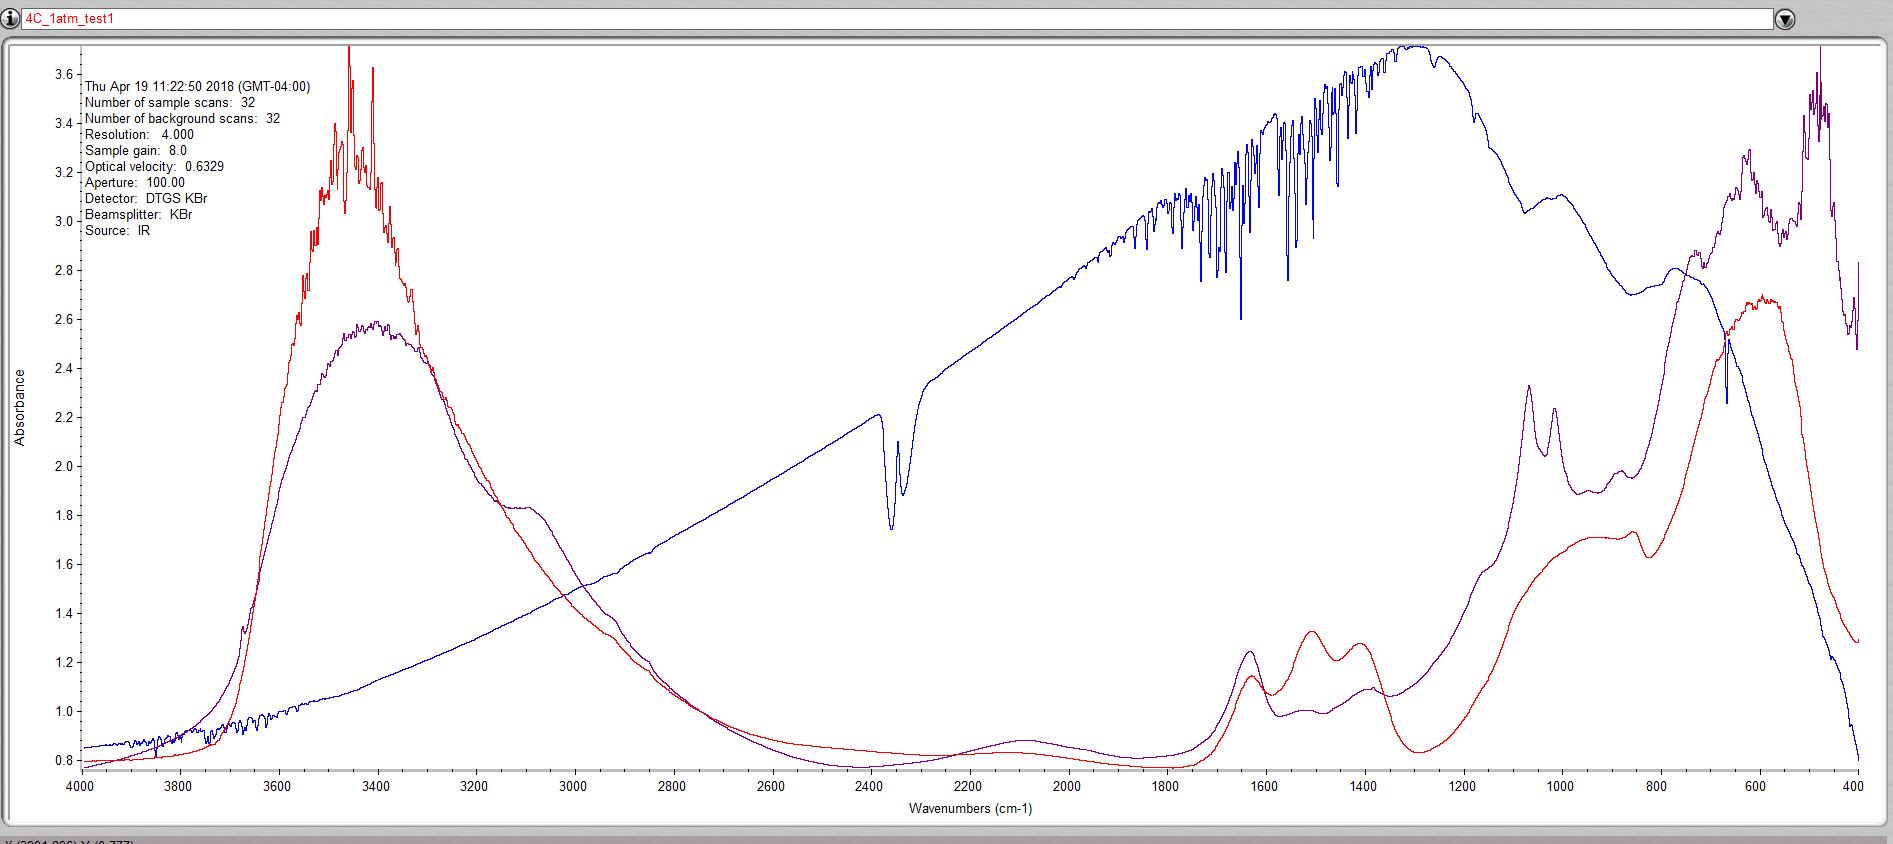 4C_1atm_test1
Thu Apr 19 11:22:50 2018 (GMT-04:00)
Number of sample scans: 32
Number of background scans: 32
Resolution: 4.000
Sample gain: 8.0
Optical velocity: 0.6329
Aperture: 100.00
Detector: DTGS KBr
Beamsplitter: KBr
Source: IR
3.6
3.4
3.2
3.0
2.8
2.6
2.4
2.2
2.0
1.8
1.6
1.4
1.2
1.0
0.8
Absorbance
4000 3800 3600 3400 3200 3000 2800 2600 2400 2200 2000 1800 1600 1400 1200 1000 800 600 400
Wavenumbers (cm-1)